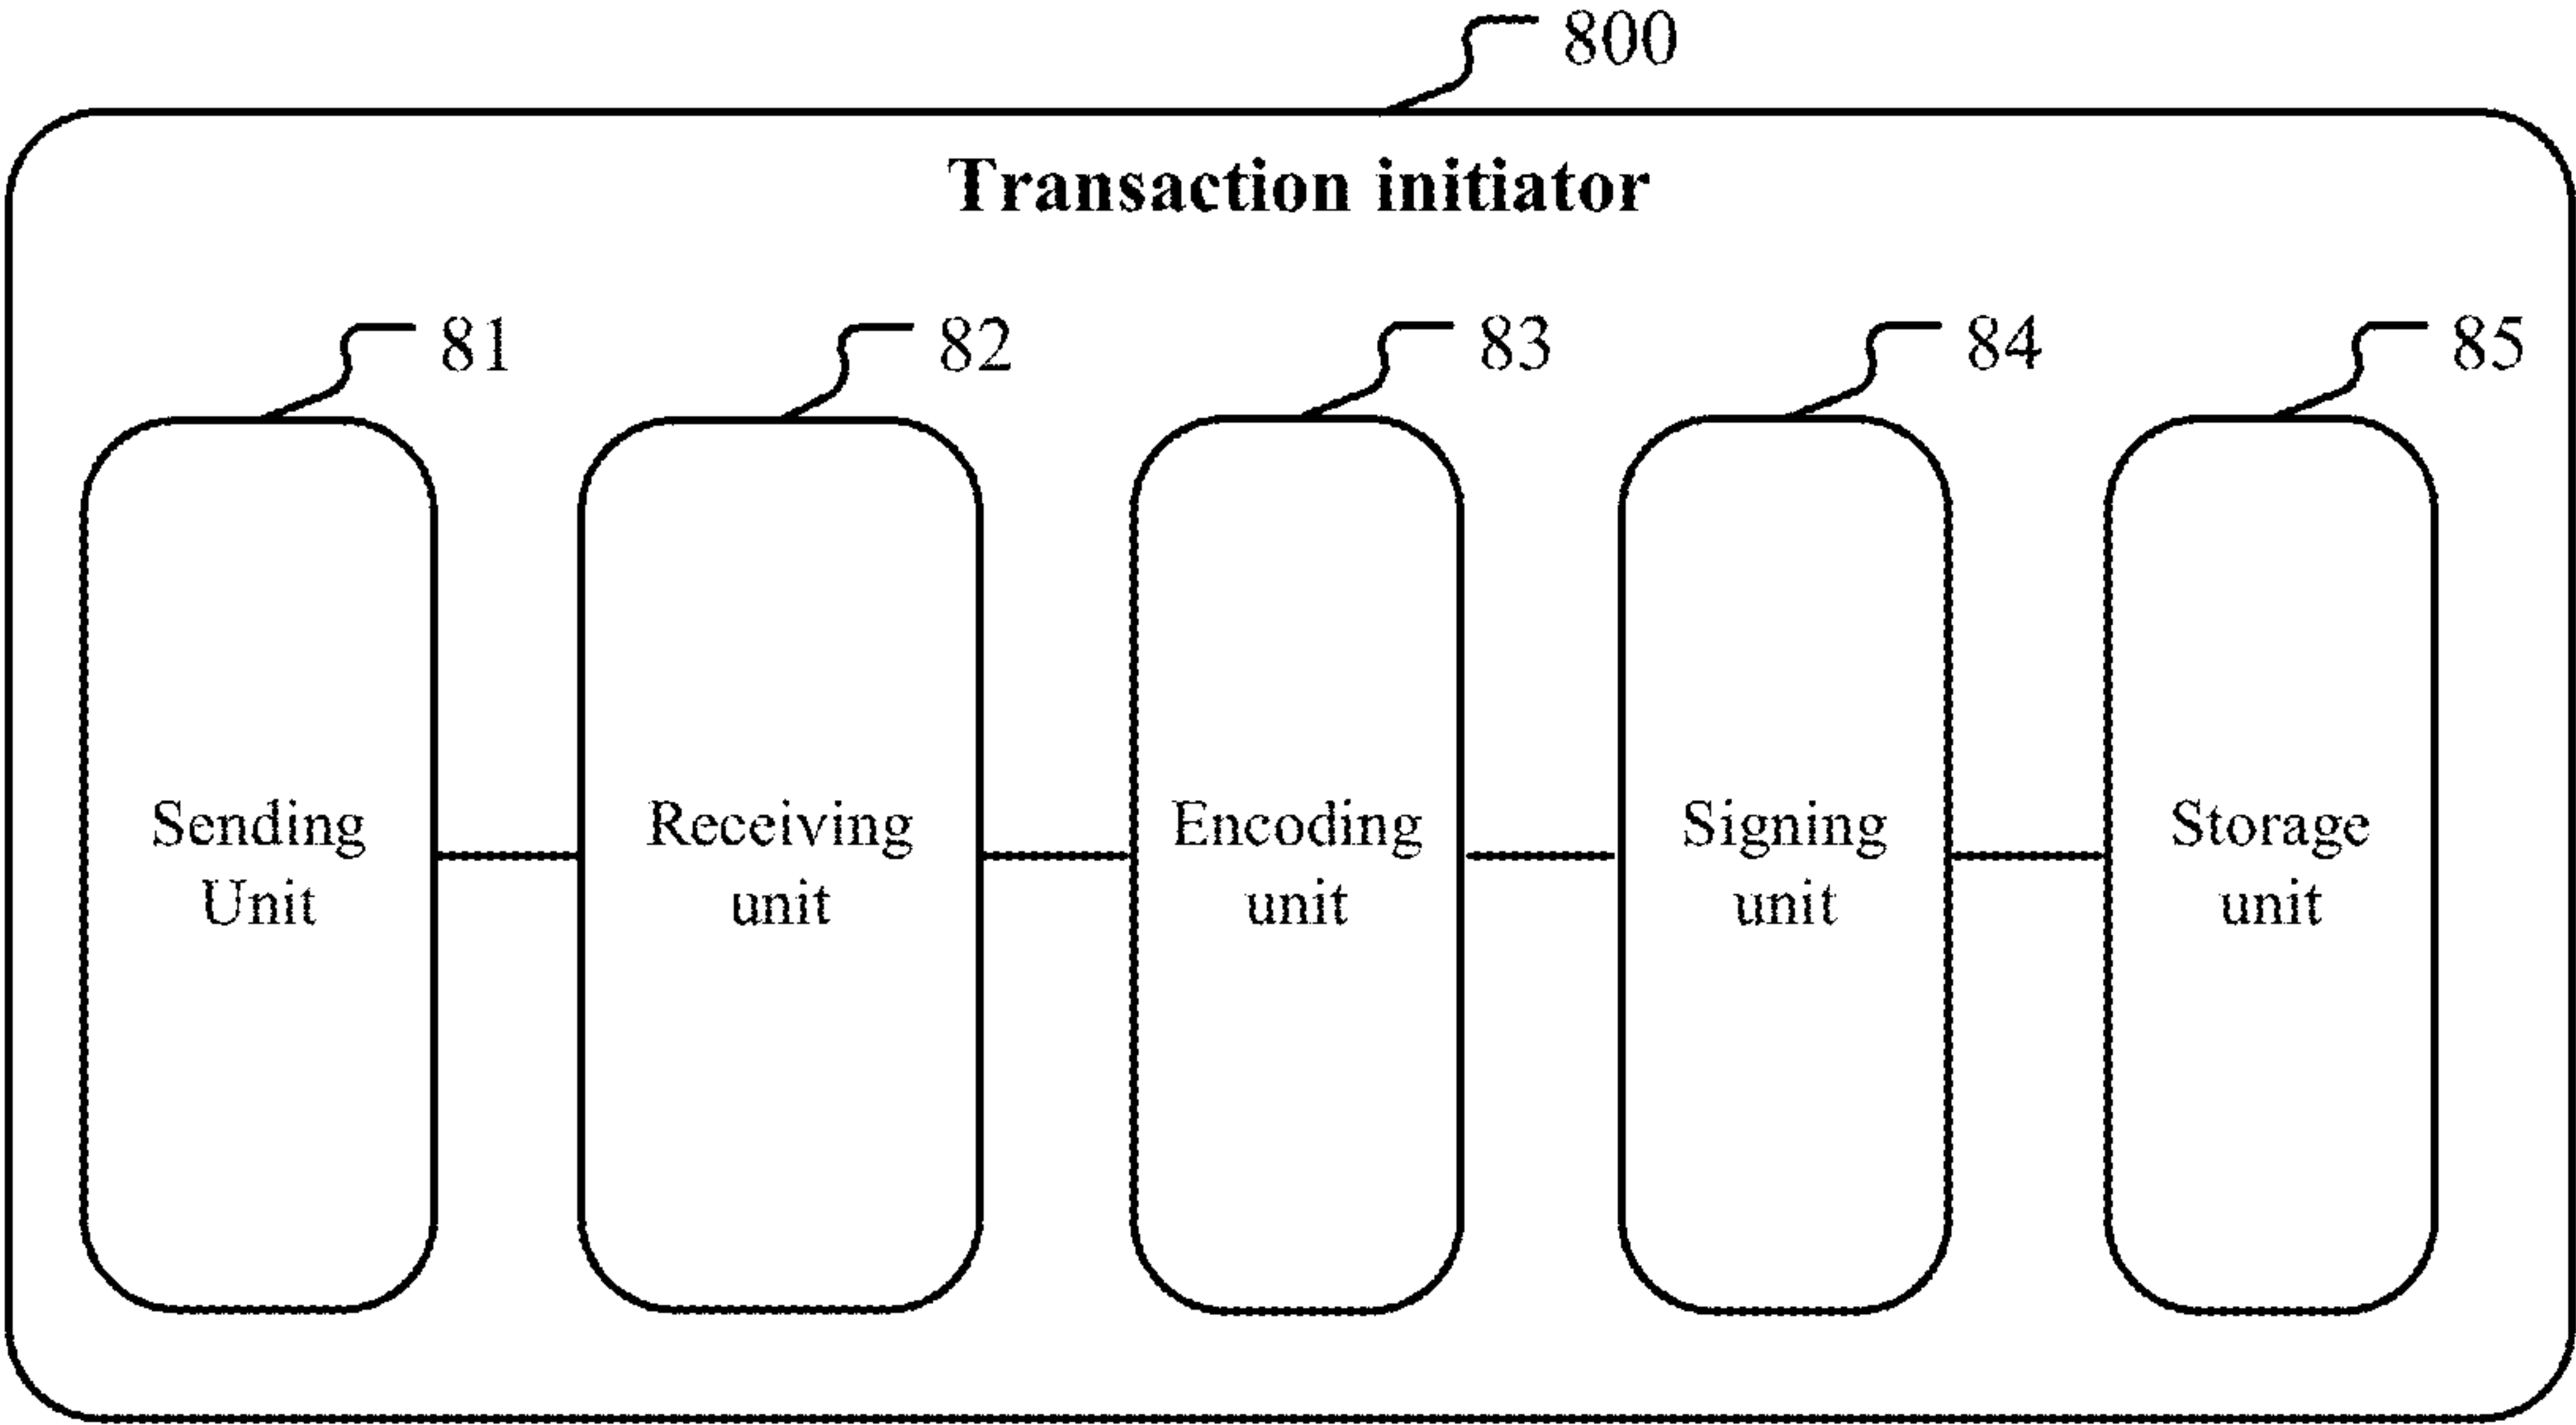 800
Transaction initiator
81
82
83
84
85
Sending
Unit
Receiving
unit
Encoding
unit
Signing
unit
Storage
unit